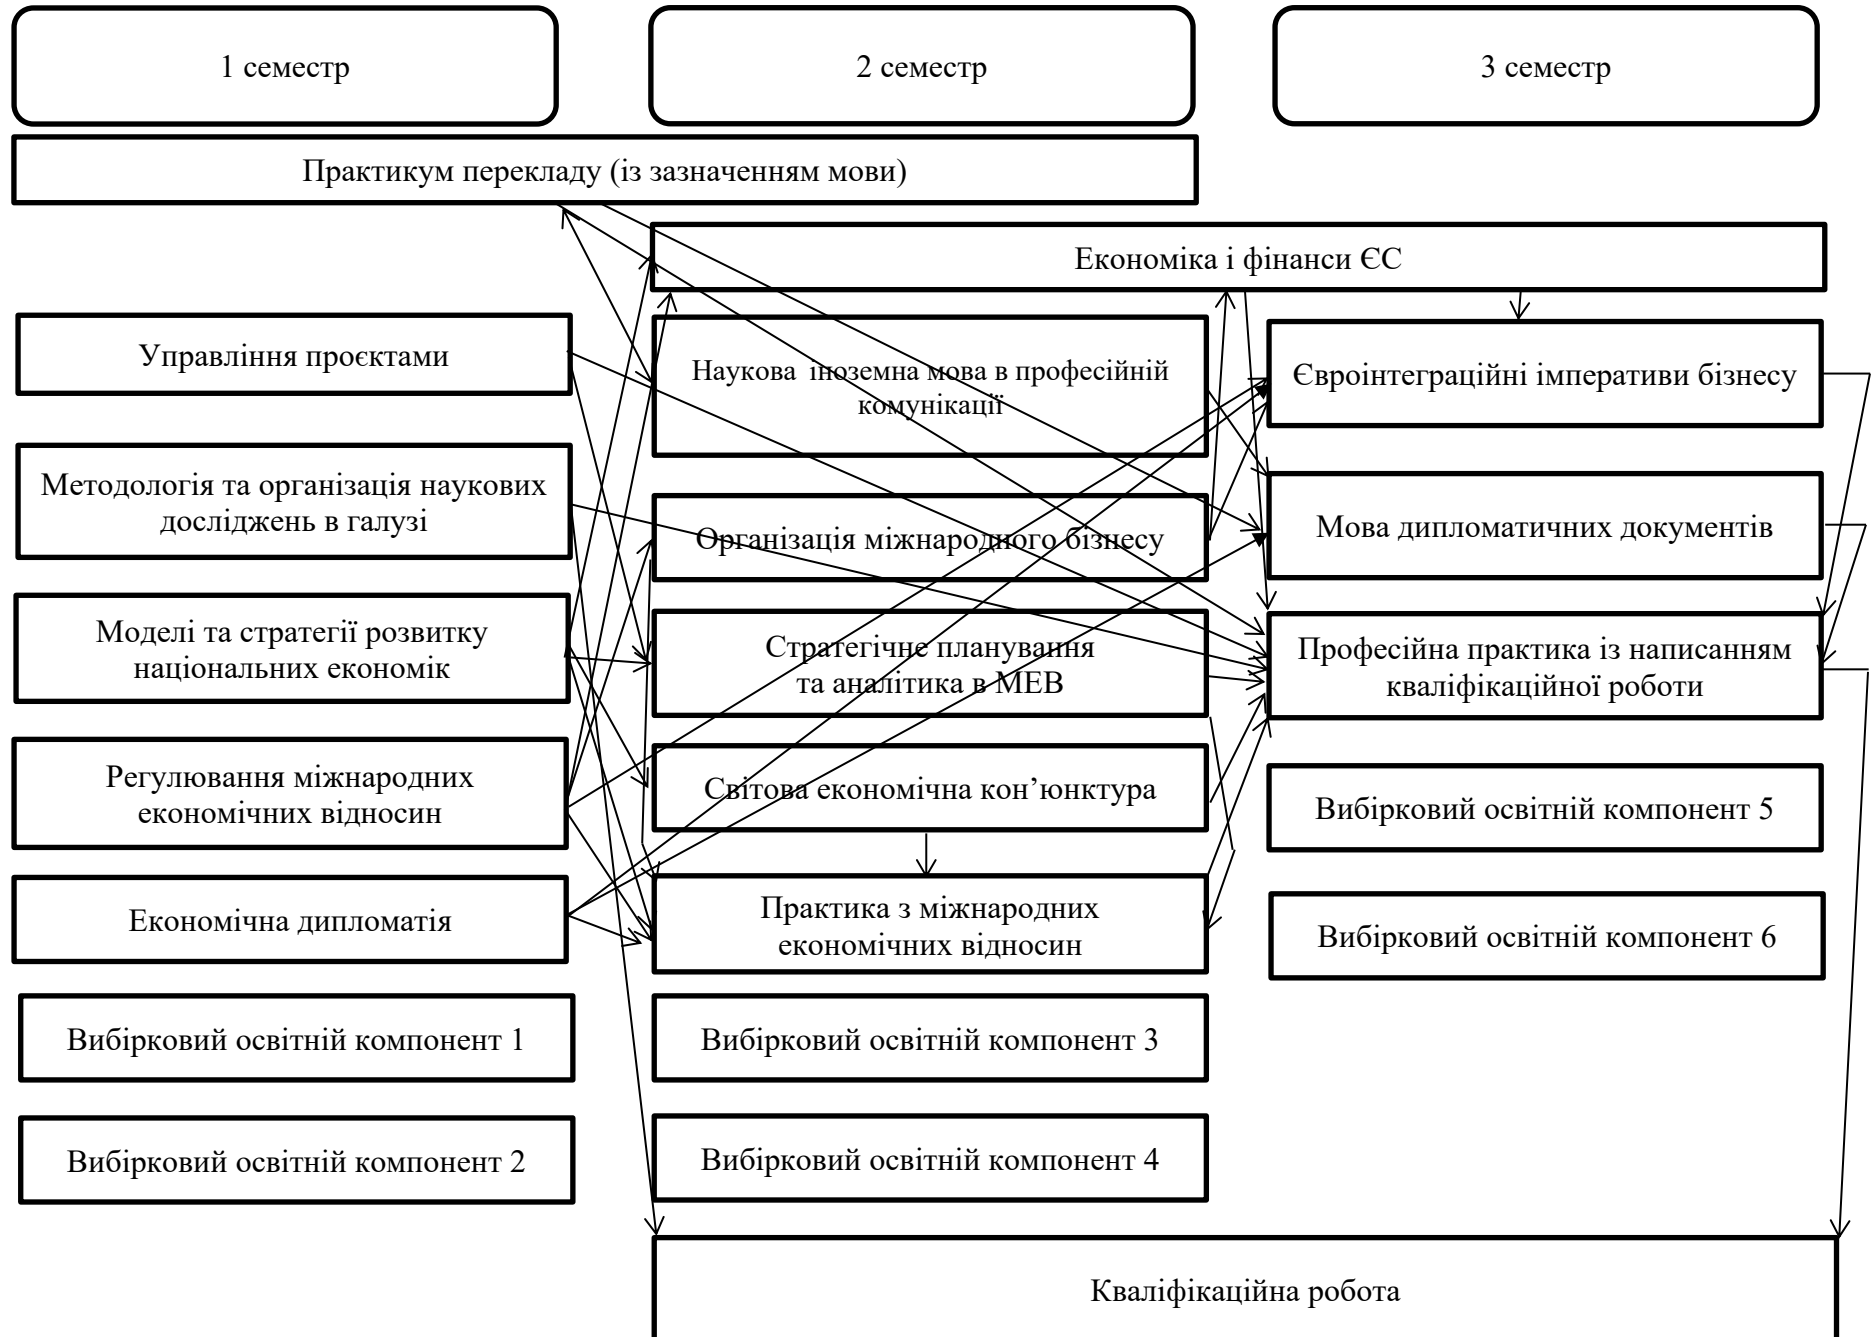 1 семестр
2 семестр
3 семестр
Практикум перекладу (із зазначенням мови)
Економіка і фінанси ЄС
Управління проєктами
Наукова іноземна мова в професійній
комунікації
Євроінтеграційні імперативи бізнесу
Методологія та організація наукових
досліджень в галузі
Організація міжнародного бізнесу
Мова дипломатичних документів
Моделі та стратегії розвитку
національних економік
Стратегічне планування
та аналітика в МЕВ
Професійна практика із написанням
кваліфікаційної роботи
Регулювання міжнародних
економічних відносин
Світова економічна кон’юнктура
Вибірковий освітній компонент 5
Економічна дипломатія
Практика з міжнародних
економічних відносин
Вибірковий освітній компонент 6
Вибірковий освітній компонент 1
Вибірковий освітній компонент 3
Вибірковий освітній компонент 2
Вибірковий освітній компонент 4
Кваліфікаційна робота